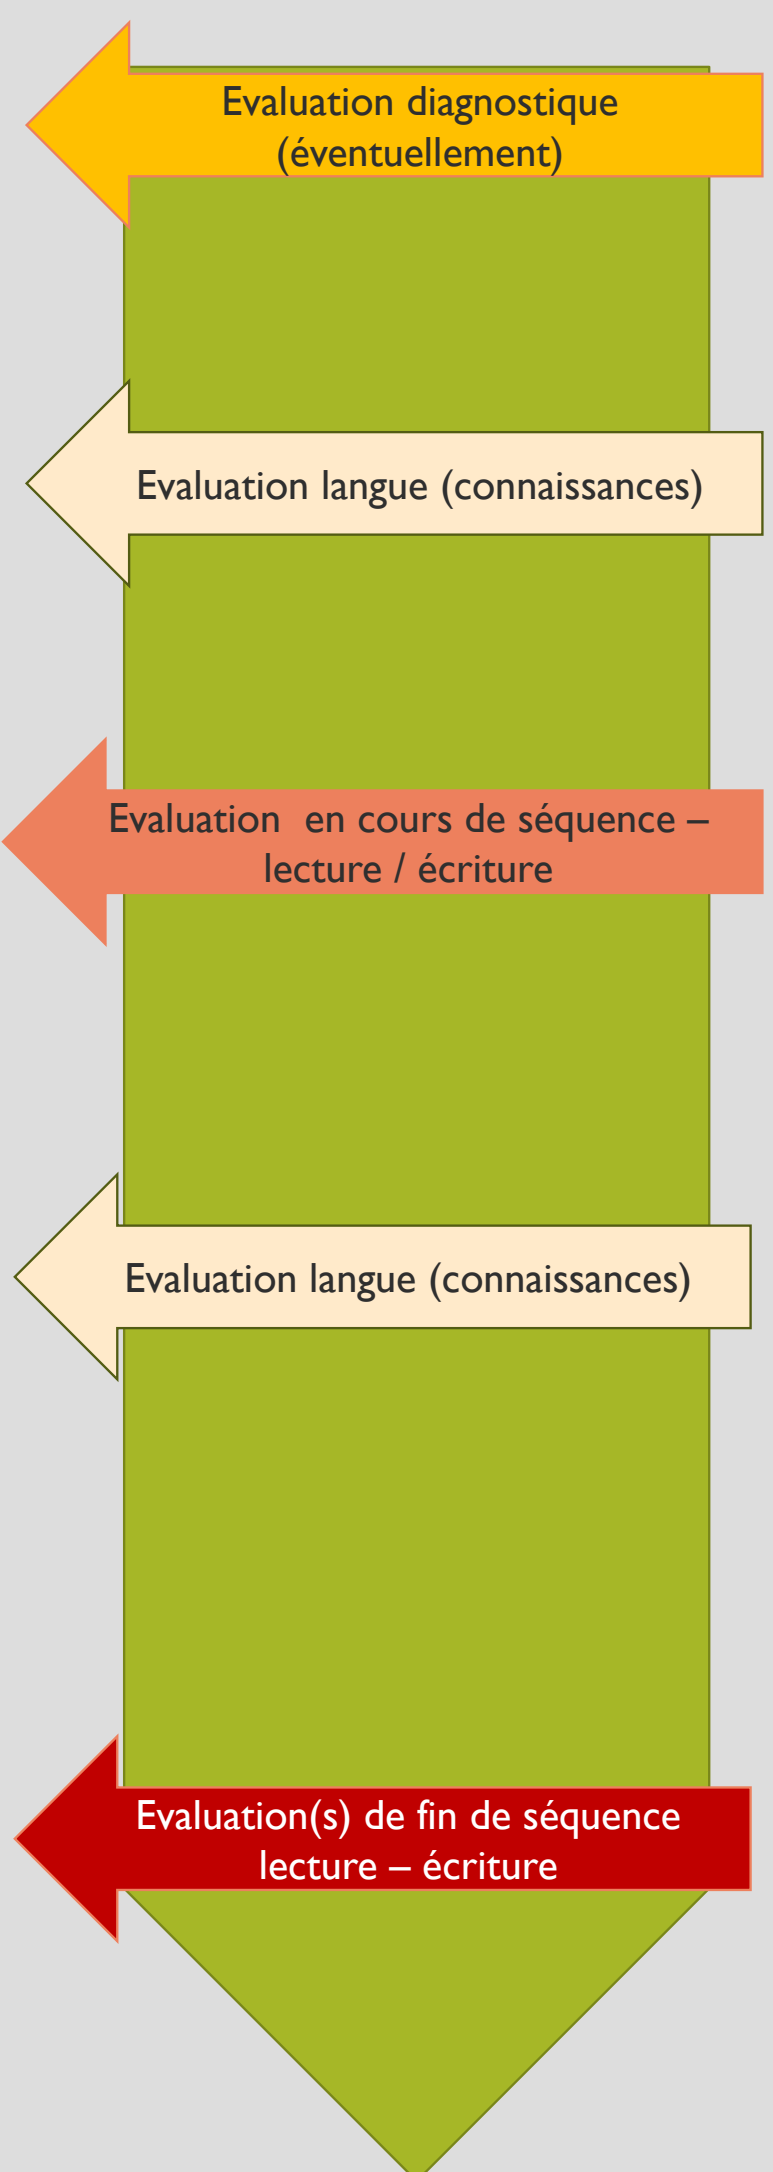 Evaluation diagnostique
(éventuellement)
Evaluation langue (connaissances)
Evaluation  en cours de séquence –
lecture / écriture
Evaluation langue (connaissances)
Evaluation(s) de fin de séquence
lecture – écriture